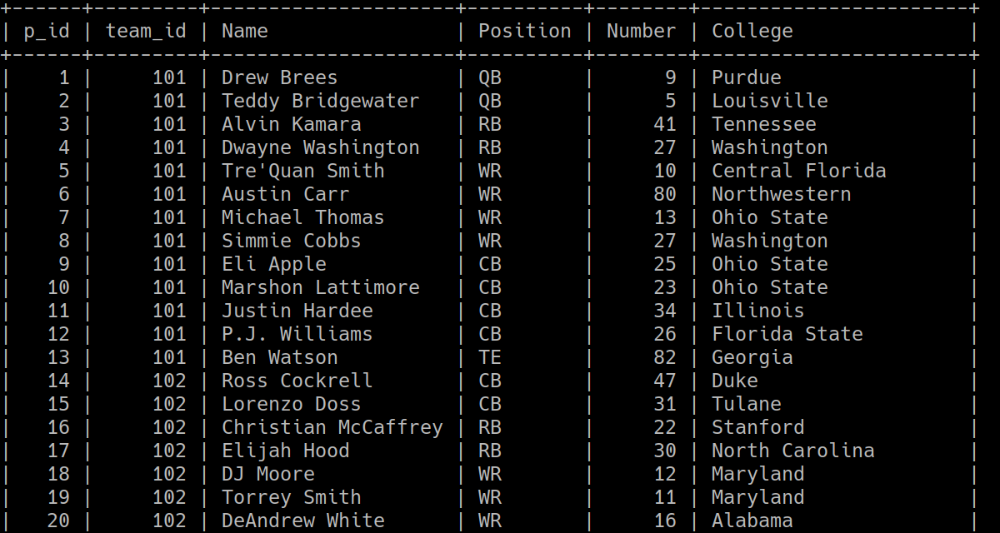 +------+---------+---------------------+----------+--------+-----------------------+
| p_id | team_id | Name                | Position | Number | College               |
+------+---------+---------------------+----------+--------+-----------------------+
|    1 |     101 | Drew Brees          | QB       |      9 | Purdue                |
|    2 |     101 | Teddy Bridgewater   | QB       |      5 | Louisville            |
|    3 |     101 | Alvin Kamara        | RB       |     41 | Tennessee             |
|    4 |     101 | Dwayne Washington   | RB       |     27 | Washington            |
|    5 |     101 | Tre'Quan Smith      | WR       |     10 | Central Florida       |
|    6 |     101 | Austin Carr         | WR       |     80 | Northwestern          |
|    7 |     101 | Michael Thomas      | WR       |     13 | Ohio State            |
|    8 |     101 | Simmie Cobbs        | WR       |     27 | Washington            |
|    9 |     101 | Eli Apple           | CB       |     25 | Ohio State            |
|   10 |     101 | Marshon Lattimore   | CB       |     23 | Ohio State            |
|   11 |     101 | Justin Hardee       | CB       |     34 | Illinois              |
|   12 |     101 | P.J. Williams       | CB       |     26 | Florida State         |
|   13 |     101 | Ben Watson          | TE       |     82 | Georgia               |
|   14 |     102 | Ross Cockrell       | CB       |     47 | Duke                  |
|   15 |     102 | Lorenzo Doss        | CB       |     31 | Tulane                |
|   16 |     102 | Christian McCaffrey | RB       |     22 | Stanford              |
|   17 |     102 | Elijah Hood         | RB       |     30 | North Carolina        |
|   18 |     102 | DJ Moore            | WR       |     12 | Maryland              |
|   19 |     102 | Torrey Smith        | WR       |     11 | Maryland              |
|   20 |     102 | DeAndrew White      | WR       |     16 | Alabama               |